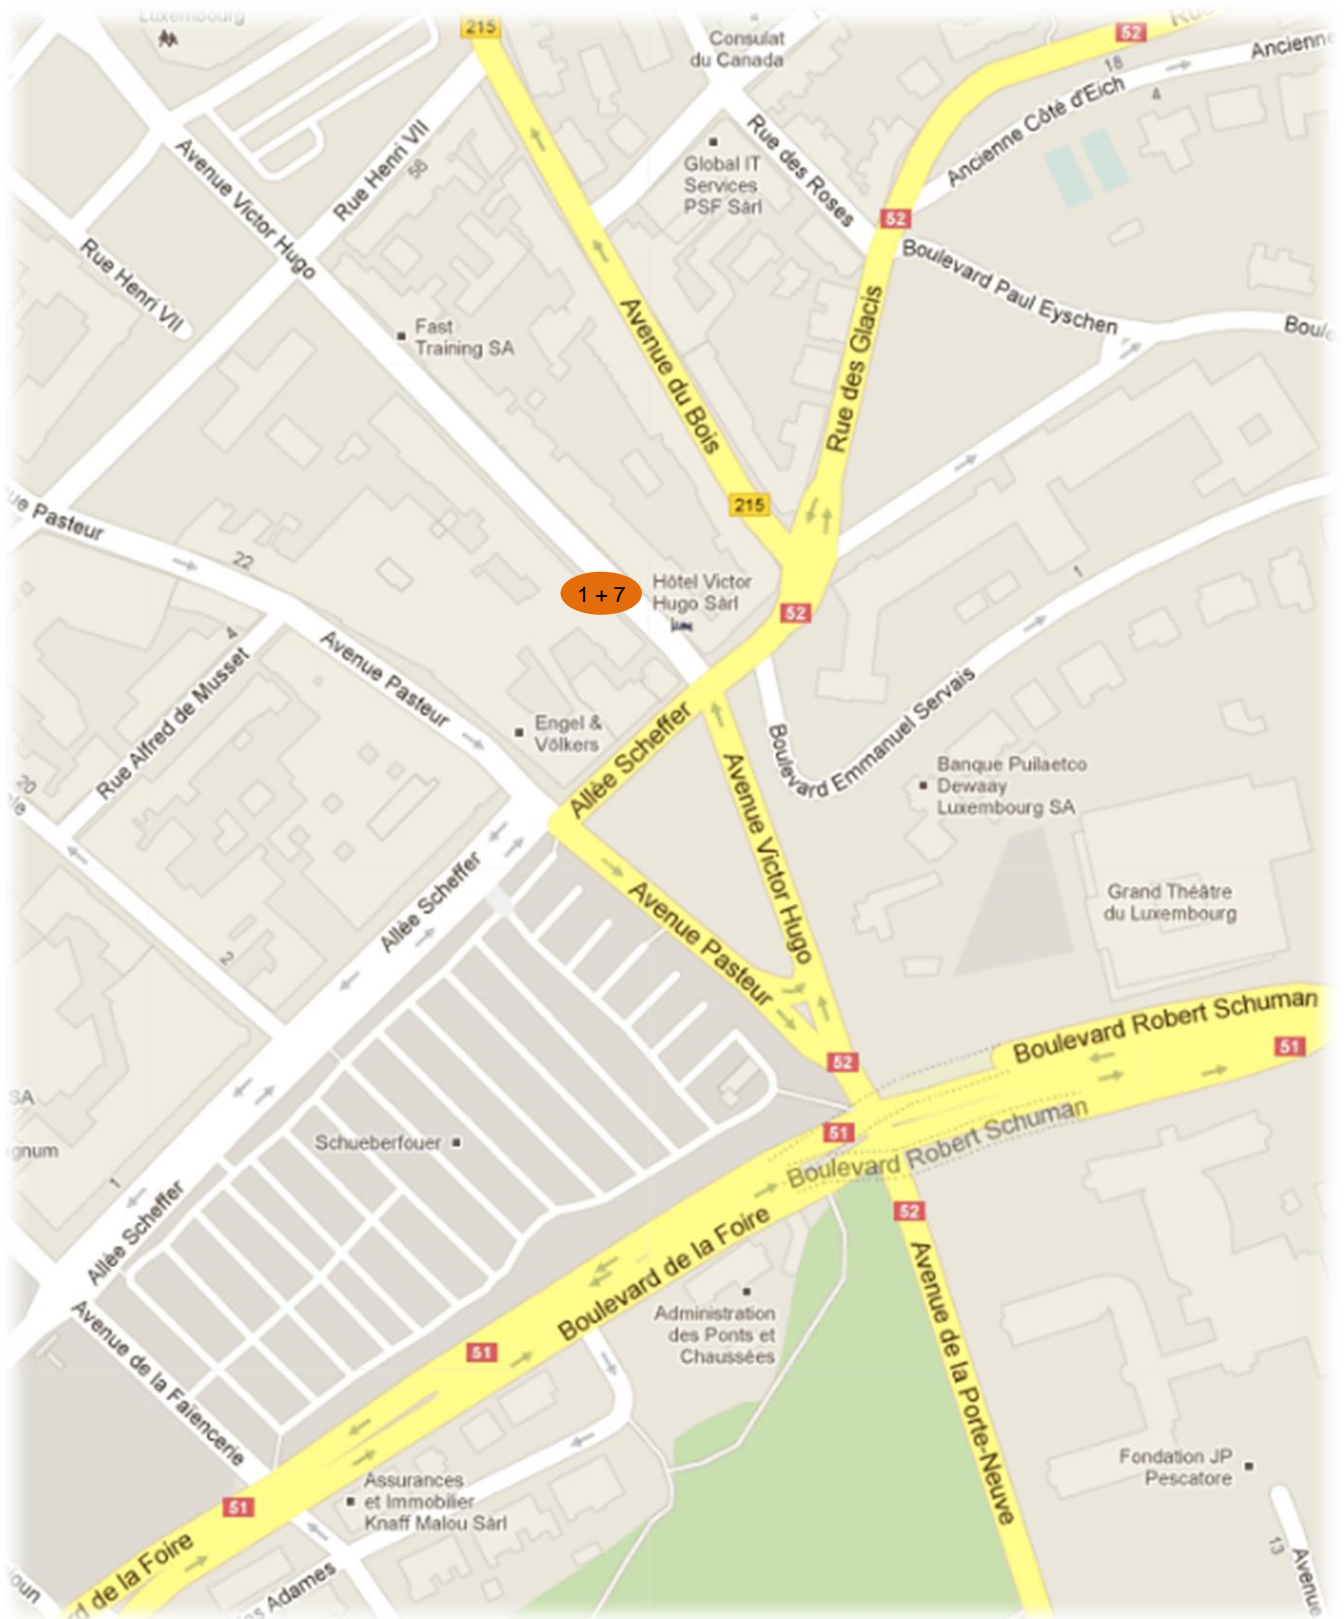 Luxembourg
215
Consulat
du Canada
52
Rue
18
4
Ancienne
Ancienne Côté d'Eich
Avenue Victor Hugo
Rue Henri VII
56
Global IT
Services
PSF Sàrl
Rue des Roses
52
Boulevard Paul Eyschen
Rue Henri VII
Fast
Training SA
Avenue du Bois
Rue des Glacis
215
ue Pasteur
22
1 + 7
Hôtel Victor
Hugo Sàrl
52
1
4
Avenue Pasteur
Rue Alfred de Musset
Engel &
Völkers
Allée Scheffer
Avenue Victor Hugo
Boulevard Emmanuel Servais
Banque Puilaetco
Dewaay
Luxembourg SA
20
Allée Scheffer
Avenue Pasteur
Grand Théâtre
du Luxembourg
2
52
Boulevard Robert Schuman
51
SA
gnum
Schueberfouer
51
Boulevard Robert Schuman
1
Allée Scheffer
52
Boulevard de la Foire
Administration
des Ponts et
Chaussées
51
Avenue de la Faïencerie
Avenue de la Porte-Neuve
Fondation JP
Pescatore
Assurances
et Immobilier
Knaff Malou Sàrl
51
d de la Foire
13
Avenue
oun
s Adames